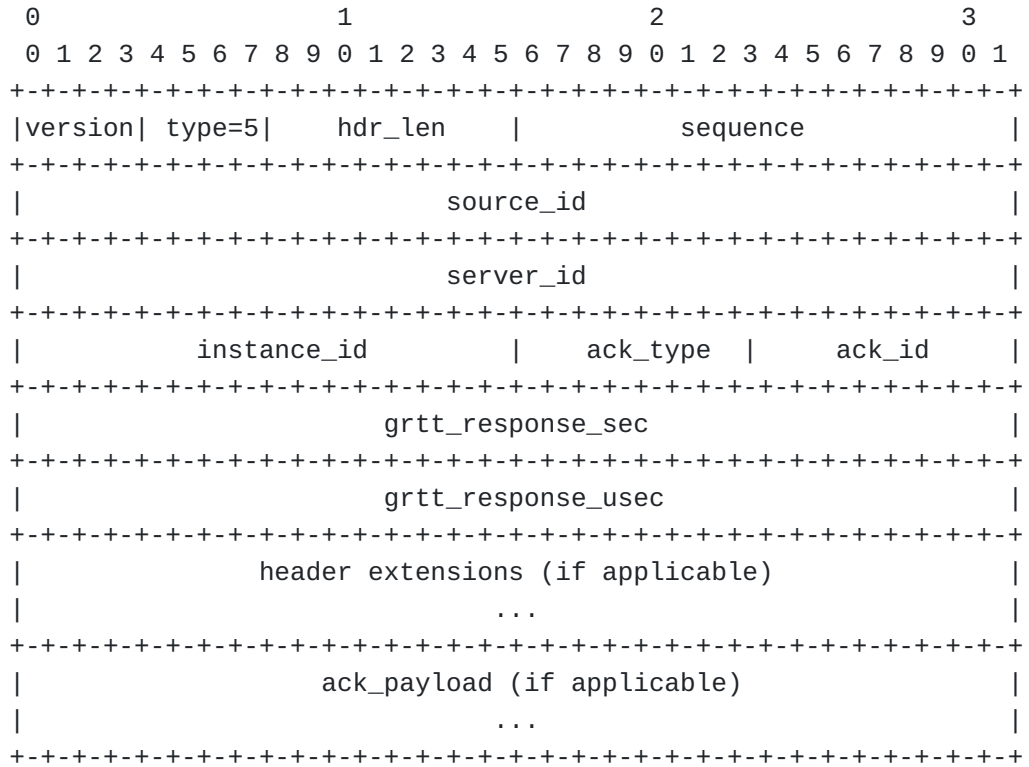 0                   1                   2                   3
 0 1 2 3 4 5 6 7 8 9 0 1 2 3 4 5 6 7 8 9 0 1 2 3 4 5 6 7 8 9 0 1
+-+-+-+-+-+-+-+-+-+-+-+-+-+-+-+-+-+-+-+-+-+-+-+-+-+-+-+-+-+-+-+-+
|version| type=5|    hdr_len    |          sequence             |
+-+-+-+-+-+-+-+-+-+-+-+-+-+-+-+-+-+-+-+-+-+-+-+-+-+-+-+-+-+-+-+-+
|                           source_id                           |
+-+-+-+-+-+-+-+-+-+-+-+-+-+-+-+-+-+-+-+-+-+-+-+-+-+-+-+-+-+-+-+-+
|                           server_id                           |
+-+-+-+-+-+-+-+-+-+-+-+-+-+-+-+-+-+-+-+-+-+-+-+-+-+-+-+-+-+-+-+-+
|           instance_id         |    ack_type  |     ack_id     |
+-+-+-+-+-+-+-+-+-+-+-+-+-+-+-+-+-+-+-+-+-+-+-+-+-+-+-+-+-+-+-+-+
|                       grtt_response_sec                       |
+-+-+-+-+-+-+-+-+-+-+-+-+-+-+-+-+-+-+-+-+-+-+-+-+-+-+-+-+-+-+-+-+
|                       grtt_response_usec                      |
+-+-+-+-+-+-+-+-+-+-+-+-+-+-+-+-+-+-+-+-+-+-+-+-+-+-+-+-+-+-+-+-+
|               header extensions (if applicable)               |
|                              ...                              |
+-+-+-+-+-+-+-+-+-+-+-+-+-+-+-+-+-+-+-+-+-+-+-+-+-+-+-+-+-+-+-+-+
|                   ack_payload (if applicable)                 |
|                              ...                              |
+-+-+-+-+-+-+-+-+-+-+-+-+-+-+-+-+-+-+-+-+-+-+-+-+-+-+-+-+-+-+-+-+